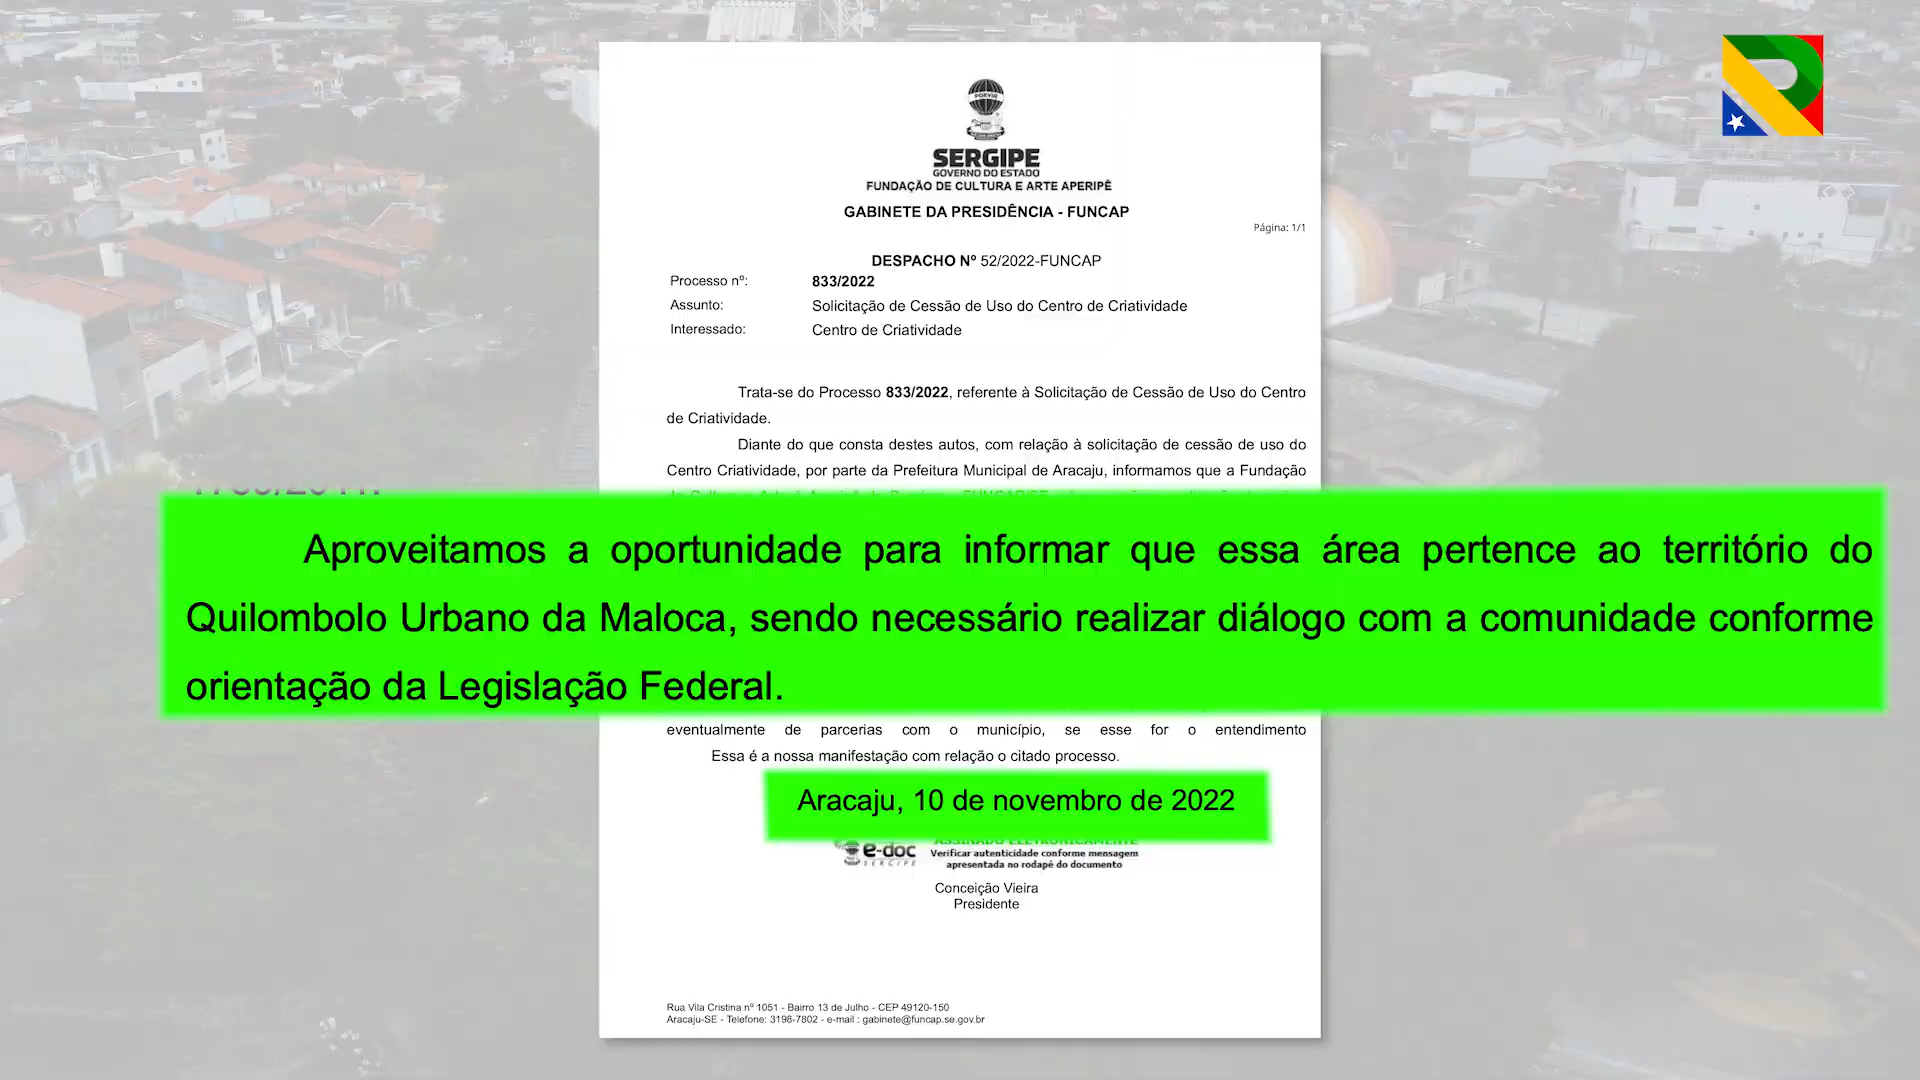 PORVIR
SERGIPE
GOVERNO DO ESTADO
FUNDAÇÃO DE CULTURA E ARTE APERIPÊ
GABINETE DA PRESIDÊNCIA - FUNCAP
Página: 1/1
DESPACHO Nº 52/2022-FUNCAP
Processo nº: 833/2022
Assunto: Solicitação de Cessão de Uso do Centro de Criatividade
Interessado: Centro de Criatividade
Trata-se do Processo 833/2022, referente à Solicitação de Cessão de Uso do Centro
de Criatividade.
Diante do que consta destes autos, com relação à solicitação de cessão de uso do
Centro Criatividade, por parte da Prefeitura Municipal de Aracaju, informamos que a Fundação
Aproveitamos a oportunidade para informar que essa área pertence ao território do
Quilombolo Urbano da Maloca, sendo necessário realizar diálogo com a comunidade conforme
orientação da Legislação Federal.
eventualmente de parcerias com o município, se esse for o entendimento
Essa é a nossa manifestação com relação o citado processo.
Aracaju, 10 de novembro de 2022
e-doc
SERGIPE
ASSINADO ELETRONICAMENTE
Verificar autenticidade conforme mensagem
apresentada no rodapé do documento
Conceição Vieira
Presidente
Rua Vila Cristina nº 1051 - Bairro 13 de Julho - CEP 49120-150
Aracaju-SE - Telefone: 3198-7802 - e-mail : gabinete@funcap.se.gov.br